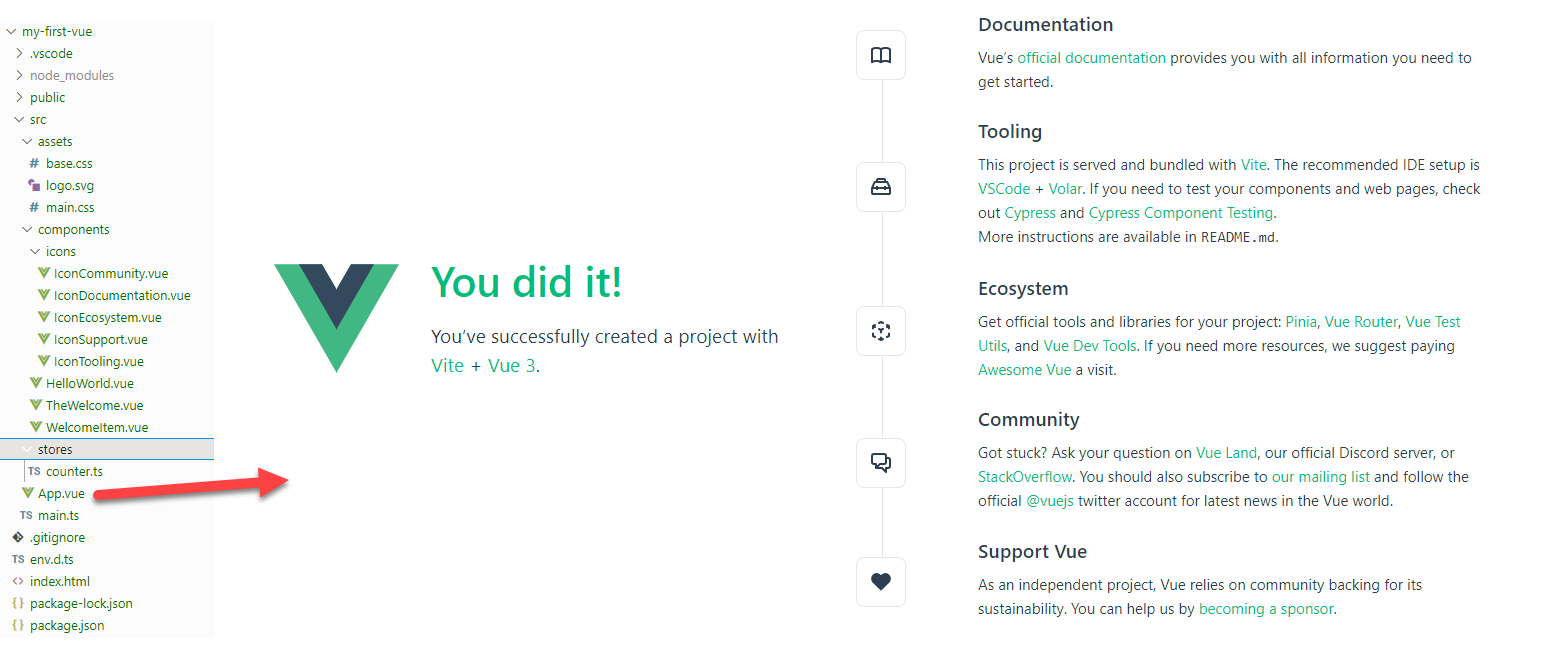 my-first-vue
.vscode
node_modules
public
src
assets
# base.css
logo.svg
# main.css
components
icons
IconCommunity.vue
IconDocumentation.vue
IconEcosystem.vue
IconSupport.vue
IconTooling.vue
HelloWorld.vue
TheWelcome.vue
WelcomeItem.vue
stores
TS counter.ts
App.vue
TS main.ts
.gitignore
TS env.d.ts
<> index.html
{} package-lock.json
{} package.json
You did it!
You’ve successfully created a project with
Vite + Vue 3.
Documentation
Vue’s official documentation provides you with all information you need to
get started.
Tooling
This project is served and bundled with Vite. The recommended IDE setup is
VSCode + Volar. If you need to test your components and web pages, check
out Cypress and Cypress Component Testing.
More instructions are available in README.md.
Ecosystem
Get official tools and libraries for your project: Pinia, Vue Router, Vue Test
Utils, and Vue Dev Tools. If you need more resources, we suggest paying
Awesome Vue a visit.
Community
Got stuck? Ask your question on Vue Land, our official Discord server, or
StackOverflow. You should also subscribe to our mailing list and follow the
official @vuejs twitter account for latest news in the Vue world.
Support Vue
As an independent project, Vue relies on community backing for its
sustainability. You can help us by becoming a sponsor.